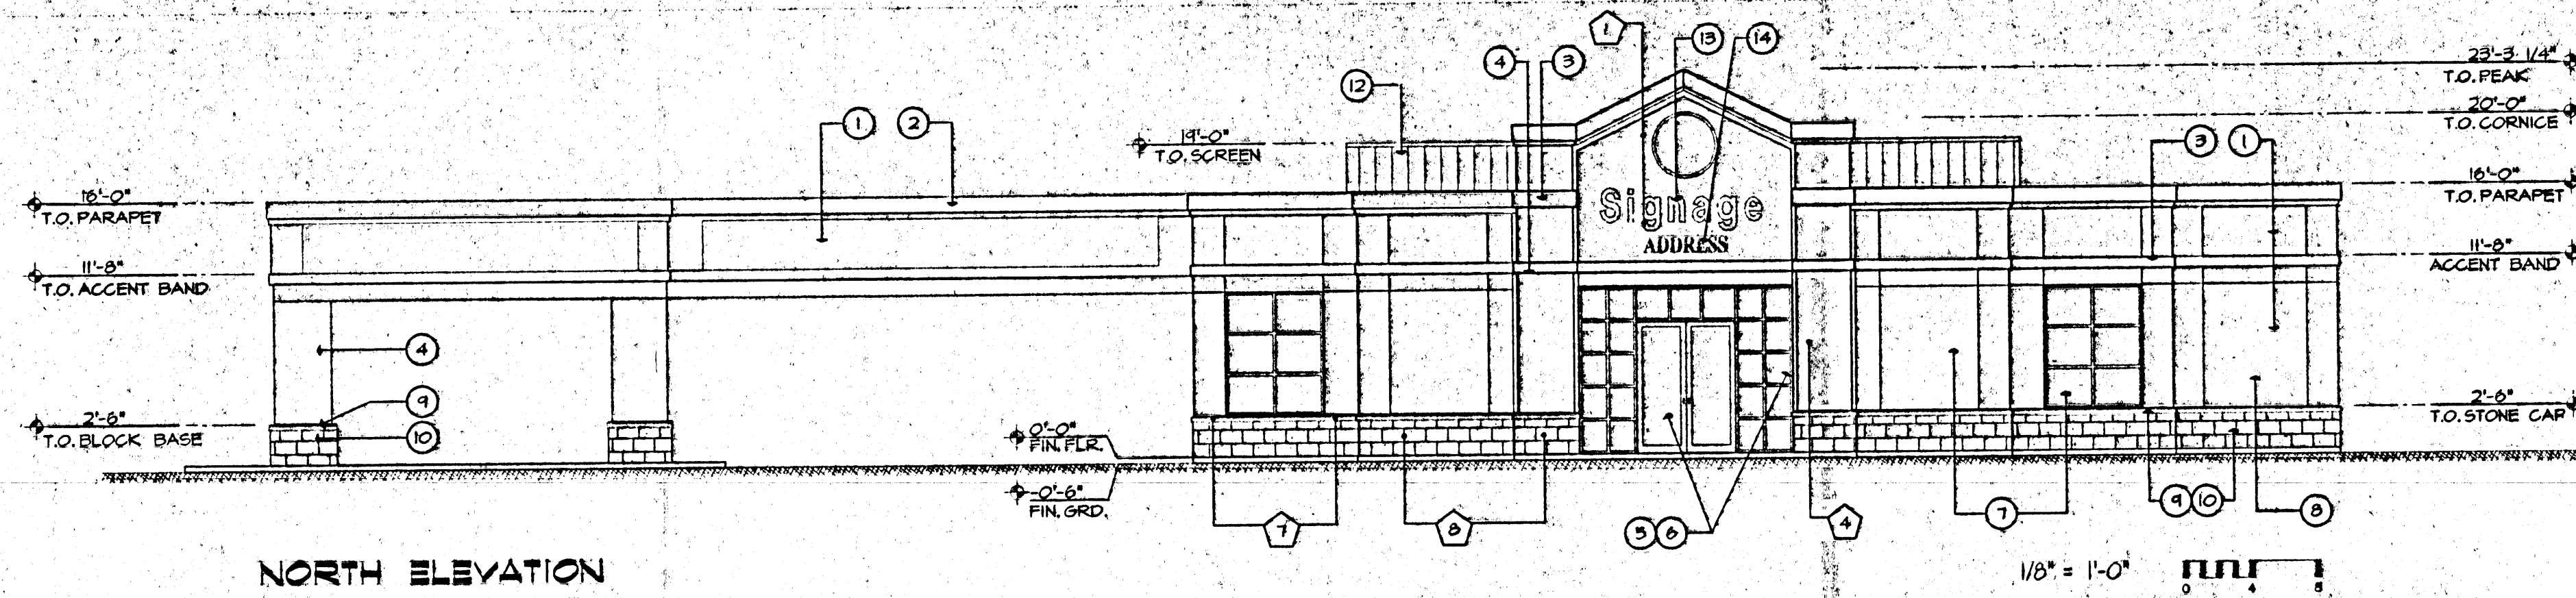 1
13
14
4
3
12
1
2
23'-3 1/4"
T.O. PEAK
20'-0"
T.O. CORNICE
19'-0"
T.O. SCREEN
3
1
16'-0"
T.O. PARAPET
16'-0"
T.O. PARAPET
Signage
ADDRESS
11'-8"
T.O. ACCENT BAND
11'-8"
ACCENT BAND
4
9
10
2'-6"
T.O. BLOCK BASE
2'-6"
T.O. STONE CAP
0'-0"
FIN. FLR.
-0'-6"
FIN. GRD.
7
8
5 6
4
7
9 10
8
NORTH ELEVATION
1/8" = 1'-0"
0 4 8